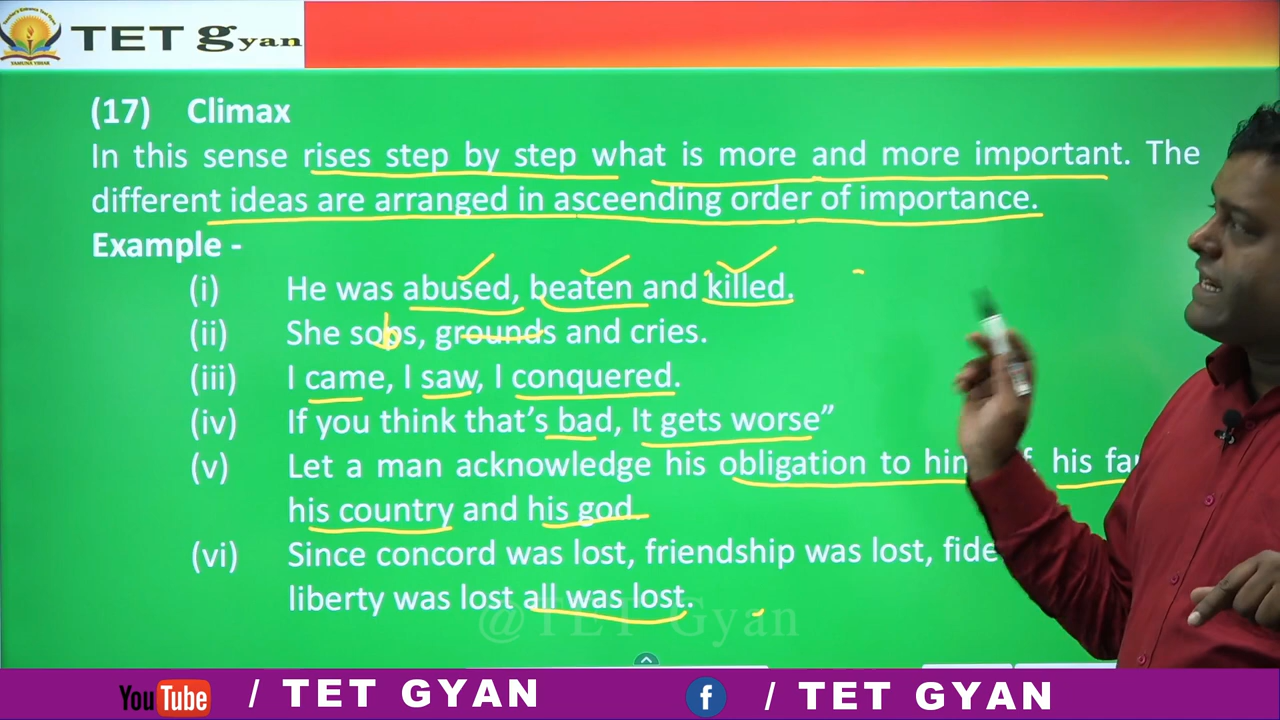 TET gyan
(17) Climax
In this sense rises step by step what is more and more important. The
different ideas are arranged in asceending order of importance.
Example -
(i) He was abused, beaten and killed.
(ii) She sobs, grounds and cries.
(iii) I came, I saw, I conquered.
(iv) If you think that's bad, It gets worse”
(v) Let a man acknowledge his obligation to
his country and his god.
(vi) Since concord was lost, friendship was lost,
liberty was lost all was lost.
@TET Gyan
YouTube / TET GYAN f / TET GYAN